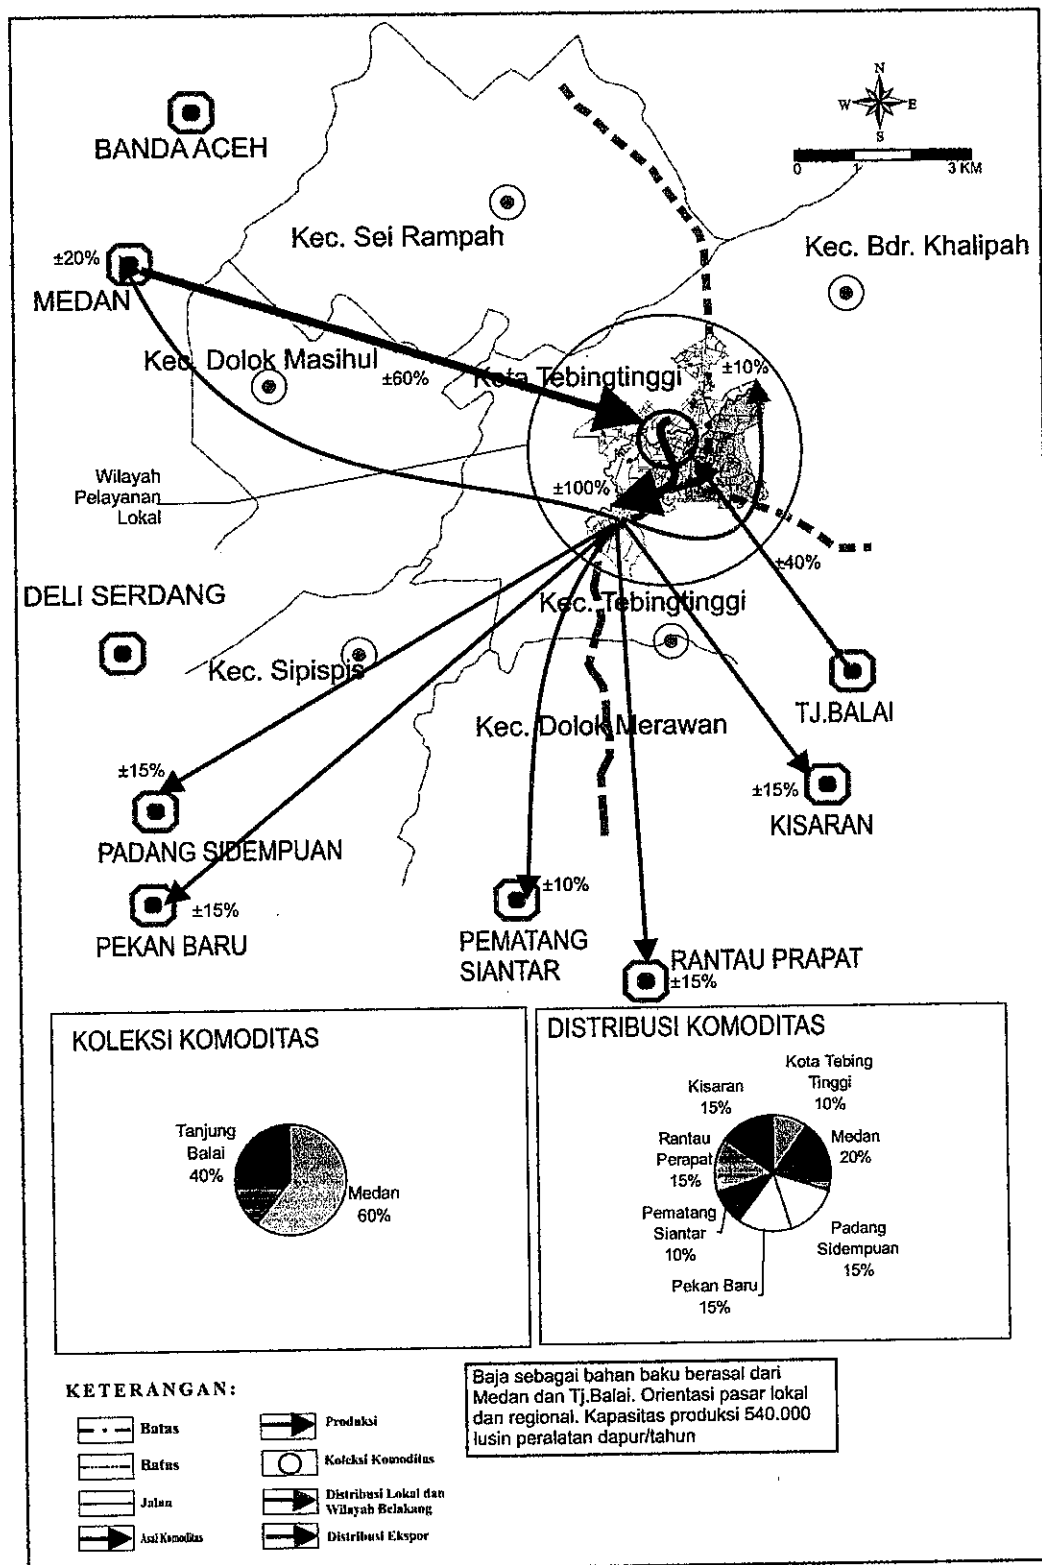 N
W
E
S
0
1
3 KM
BANDA ACEH
Kec. Sei Rampah
Kec. Bdr. Khalipah
±20%
MEDAN
Kec. Dolok Masihul
±60%
Kota Tebingtinggi
±10%
Wilayah
Pelayanan
Lokal
±100%
±40%
DELI SERDANG
Kec. Tebingtinggi
Kec. Sipispis
Kec. Dolok Merawan
TJ.BALAI
±15%
PADANG SIDEMPUAN
±15%
KISARAN
±15%
PEKAN BARU
±10%
PEMATANG
SIANTAR
RANTAU PRAPAT
±15%
KOLEKSI KOMODITAS
Tanjung
Balai
40%
Medan
60%
DISTRIBUSI KOMODITAS
Kota Tebing
Tinggi
10%
Kisaran
15%
Medan
20%
Rantau
Perapat
15%
Pematang
Siantar
10%
Padang
Sidempuan
15%
Pekan Baru
15%
KETERANGAN:
Batas
Batas
Jalan
Asal Komoditas
Produksi
Koleksi Komoditas
Distribusi Lokal dan
Wilayah Belakang
Distribusi Ekspor
Baja sebagai bahan baku berasal dari
Medan dan Tj.Balai. Orientasi pasar lokal
dan regional. Kapasitas produksi 540.000
lusin peralatan dapur/tahun